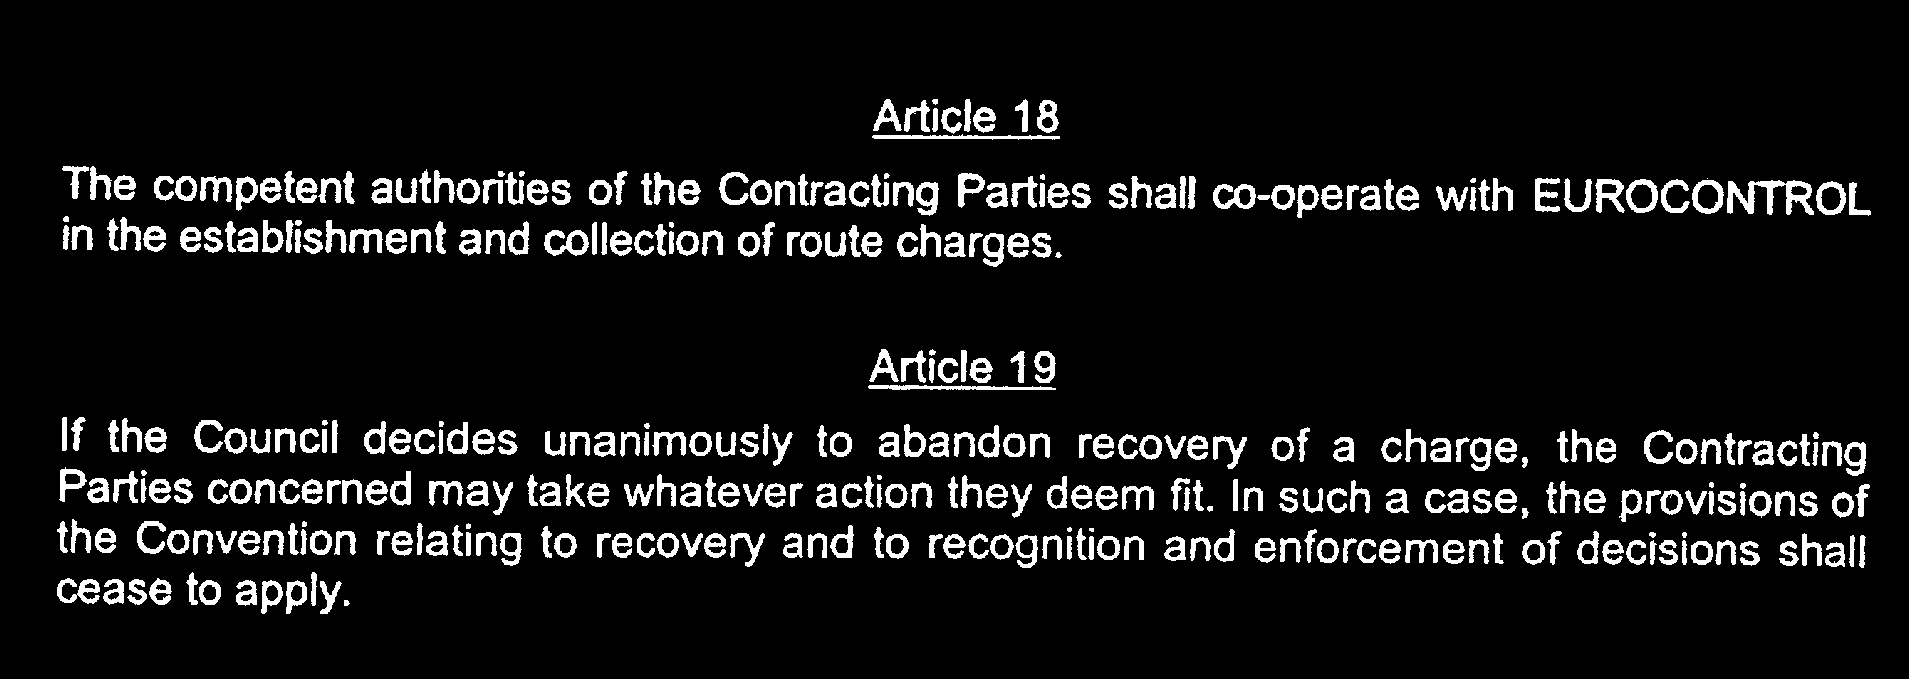 Article 18
The competent authorities of the Contracting Parties shall co-operate with EUROCONTROL
in the establishment and collection of route charges.
Article 19
If the Council decides unanimously to abandon recovery of a charge, the Contracting
Parties concerned may take whatever action they deem fit. In such a case, the provisions of
the Convention relating to recovery and to recognition and enforcement of decisions shall
cease to apply.